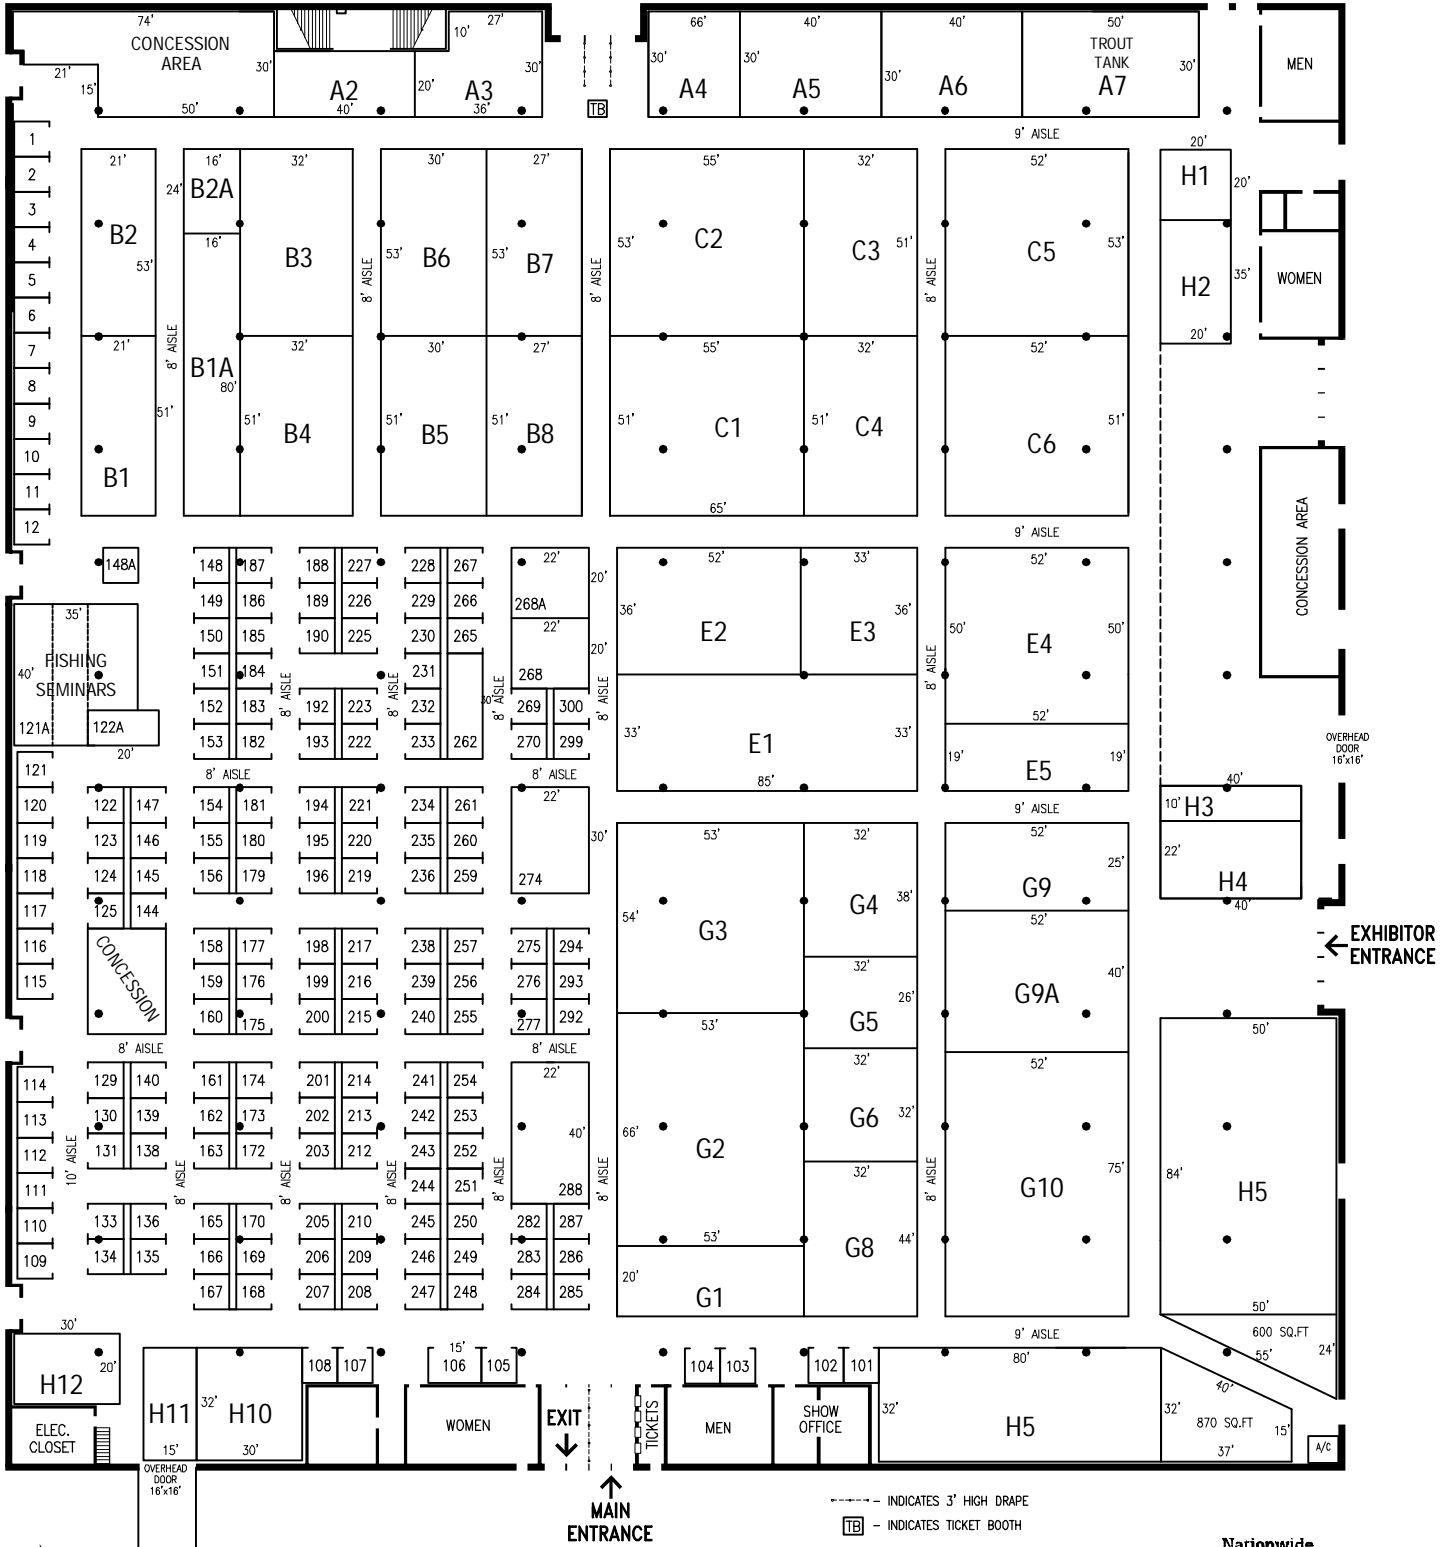 74'
CONCESSION
AREA
30'
21'
15'
50'
A2
40'
27'
10'
30'
20'
A3
36'
TB
66'
30'
A4
40'
30'
A5
40'
30'
A6
50'
TROUT
TANK
30'
A7
MEN
9' AISLE
1
2
3
4
5
6
7
8
9
10
11
12
21'
B2
53'
21'
51'
B1
8' AISLE
16'
24'
B2A
16'
B1A
80'
32'
B3
32'
51'
B4
8' AISLE
30'
53'
B6
30'
51'
B5
27'
53'
B7
27'
51'
B8
8' AISLE
55'
53'
C2
55'
51'
C1
65'
32'
51'
C3
32'
51'
C4
8' AISLE
52'
53'
C5
52'
51'
C6
20'
H1
20'
H2
35'
20'
WOMEN
CONCESSION AREA
9' AISLE
148A
35'
40'
FISHING
SEMINARS
121A
122A
20'
148 187
149 186
150 185
151 184
152 183
153 182
8' AISLE
188 227
189 226
190 225
192 223
193 222
8' AISLE
228 267
229 266
230 265
231
232
233 262
30'
8' AISLE
22'
20'
268A
22'
20'
268
269 300
270 299
8' AISLE
52'
36'
E2
33'
36'
E3
33'
33'
E1
85'
8' AISLE
52'
50'
50'
E4
52'
19'
19'
E5
OVERHEAD
DOOR
16'x16'
8' AISLE
8' AISLE
9' AISLE
121
120
119
118
117
116
115
122 147
123 146
124 145
125 144
CONCESSION
154 181
155 180
156 179
158 177
159 176
160 175
194 221
195 220
196 219
198 217
199 216
200 215
234 261
235 260
236 259
238 257
239 256
240 255
22'
30'
274
275 294
276 293
277 292
53'
54'
G3
32'
38'
G4
32'
26'
G5
52'
25'
G9
52'
40'
G9A
40'
10'
H3
22'
H4
40'
EXHIBITOR
ENTRANCE
8' AISLE
8' AISLE
114
113
112
111
110
109
10' AISLE
129 140
130 139
131 138
133 136
134 135
8' AISLE
161 174
162 173
163 172
165 170
166 169
167 168
8' AISLE
201 214
202 213
203 212
205 210
206 209
207 208
8' AISLE
241 254
242 253
243 252
244 251
245 250
246 249
247 248
8' AISLE
22'
40'
288
282 287
283 286
284 285
8' AISLE
53'
66'
G2
53'
20'
G1
32'
32'
G6
32'
44'
G8
8' AISLE
52'
75'
G10
50'
84'
H5
50'
600 SQ.FT
24'
55'
9' AISLE
30'
20'
H12
ELEC.
CLOSET
H11
15'
32'
H10
30'
OVERHEAD
DOOR
16'x16'
108 107
15'
106 105
WOMEN
EXIT
TICKETS
104 103
MEN
102 101
SHOW
OFFICE
80'
32'
H5
40'
32'
870 SQ.FT
15'
37'
A/C
MAIN
ENTRANCE
– INDICATES 3' HIGH DRAPE
TB – INDICATES TICKET BOOTH
Nationwide